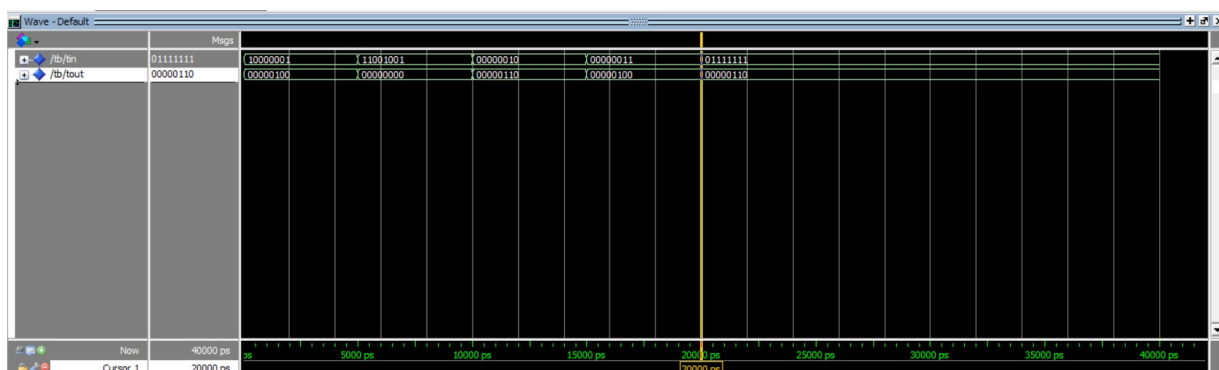 Wave - Default
Msgs
/tb/tin 01111111 10000001 11001001 00000010 00000011 01111111
/tb/tout 00000110 00000100 00000000 00000110 00000100 00000110
Now 40000 ps ps 5000 ps 10000 ps 15000 ps 20000 ps 25000 ps 30000 ps 35000 ps 40000 ps
Cursor 1 20000 ps 20000 ps